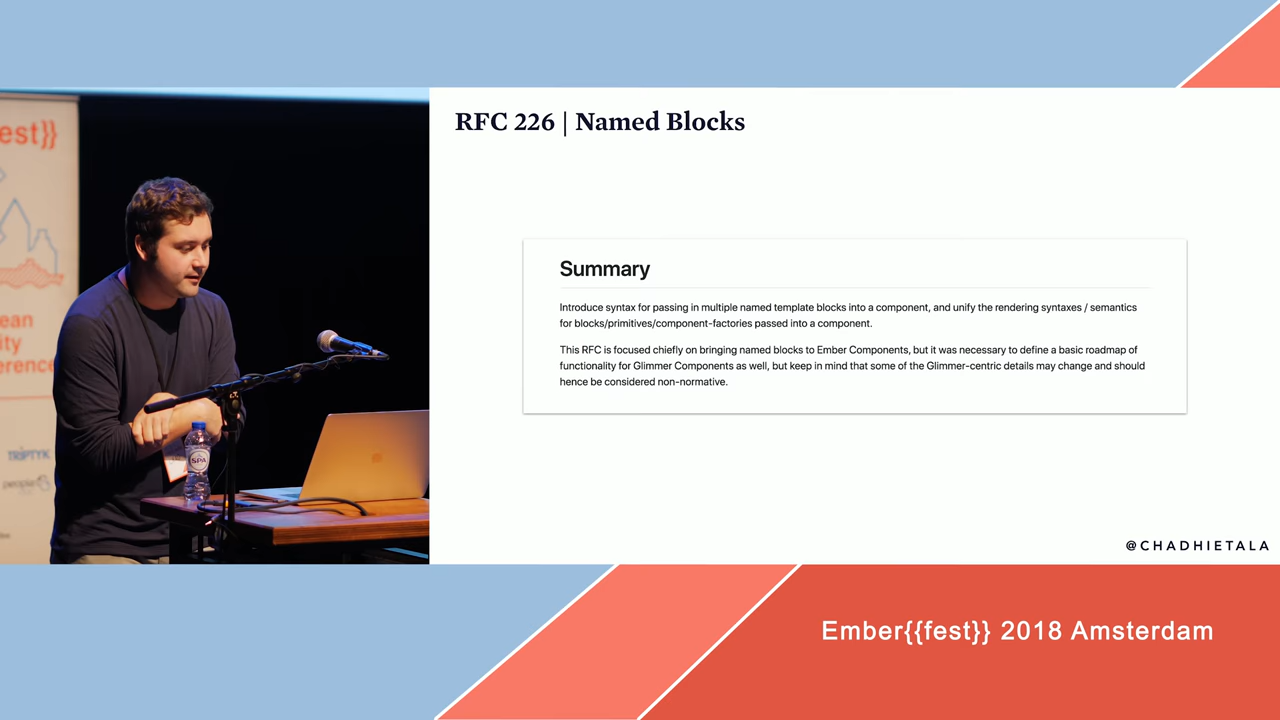 est}}
ean
ity
erence
TRIPTYK
people
SPA
RFC 226 | Named Blocks
Summary
Introduce syntax for passing in multiple named template blocks into a component, and unify the rendering syntaxes / semantics
for blocks/primitives/component-factories passed into a component.
This RFC is focused chiefly on bringing named blocks to Ember Components, but it was necessary to define a basic roadmap of
functionality for Glimmer Components as well, but keep in mind that some of the Glimmer-centric details may change and should
hence be considered non-normative.
@CHADHIETALA
Ember{{fest}} 2018 Amsterdam